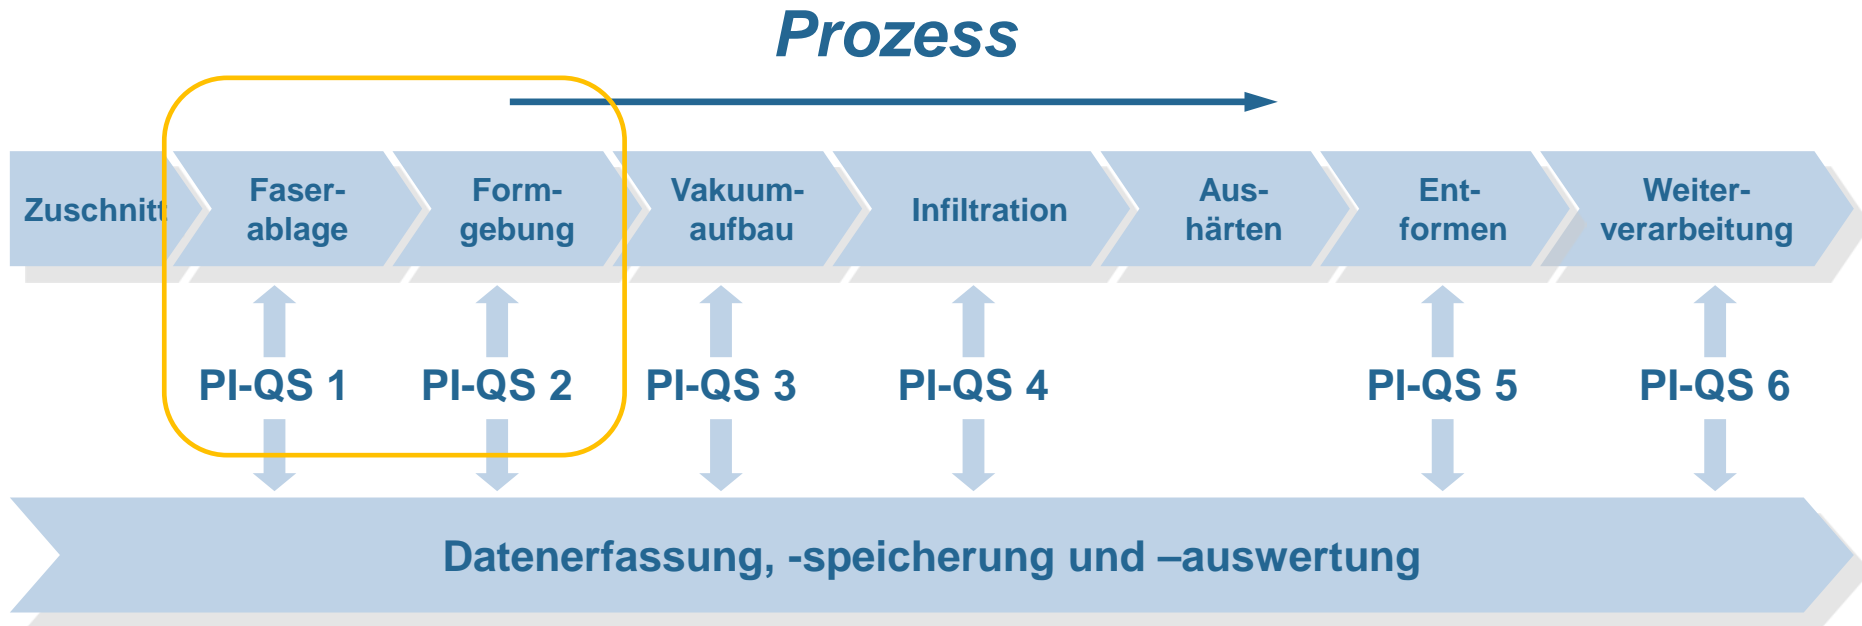 Prozess
Zuschnitt
Faser-
ablage
Form-
gebung
Vakuum-
aufbau
Infiltration
Aus-
härten
Ent-
formen
Weiter-
verarbeitung
PI-QS 1
PI-QS 2
PI-QS 3
PI-QS 4
PI-QS 5
PI-QS 6
Datenerfassung, -speicherung und –auswertung